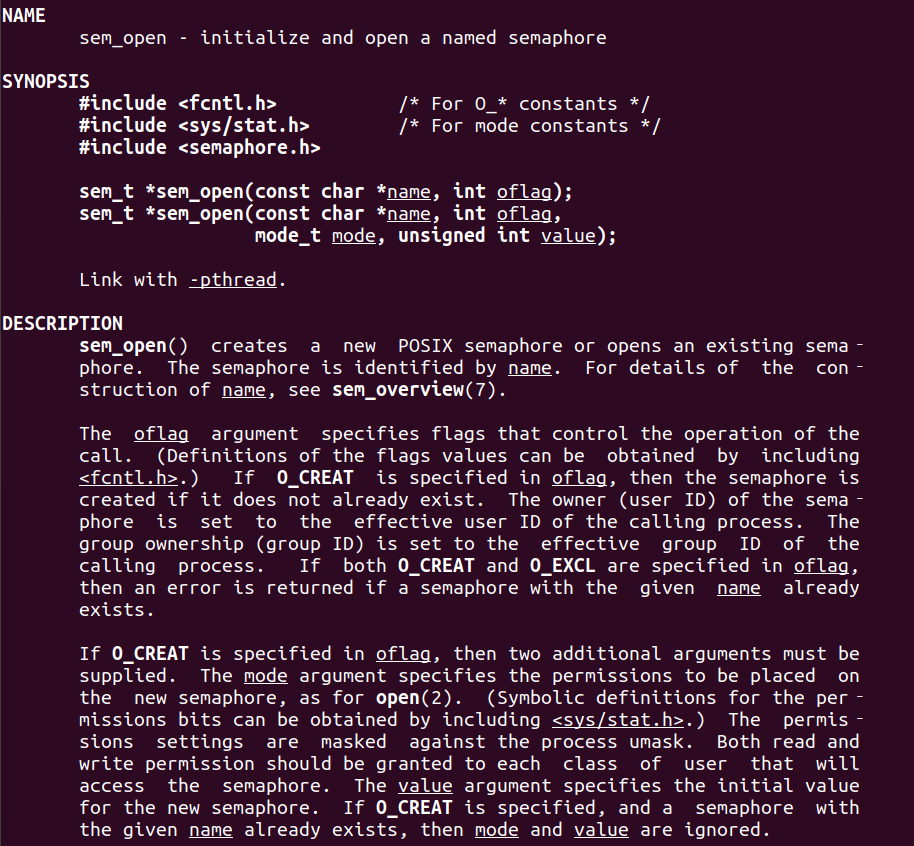 NAME
sem_open - initialize and open a named semaphore
SYNOPSIS
#include <fcntl.h> /* For O_* constants */
#include <sys/stat.h> /* For mode constants */
#include <semaphore.h>
sem_t *sem_open(const char *name, int oflag);
sem_t *sem_open(const char *name, int oflag,
mode_t mode, unsigned int value);
Link with -pthread.
DESCRIPTION
sem_open() creates a new POSIX semaphore or opens an existing sema-
phore. The semaphore is identified by name. For details of the con-
struction of name, see sem_overview(7).
The oflag argument specifies flags that control the operation of the
call. (Definitions of the flags values can be obtained by including
<fcntl.h>.) If O_CREAT is specified in oflag, then the semaphore is
created if it does not already exist. The owner (user ID) of the sema-
phore is set to the effective user ID of the calling process. The
group ownership (group ID) is set to the effective group ID of the
calling process. If both O_CREAT and O_EXCL are specified in oflag,
then an error is returned if a semaphore with the given name already
exists.
If O_CREAT is specified in oflag, then two additional arguments must be
supplied. The mode argument specifies the permissions to be placed on
the new semaphore, as for open(2). (Symbolic definitions for the per-
missions bits can be obtained by including <sys/stat.h>.) The permis-
sions settings are masked against the process umask. Both read and
write permission should be granted to each class of user that will
access the semaphore. The value argument specifies the initial value
for the new semaphore. If O_CREAT is specified, and a semaphore with
the given name already exists, then mode and value are ignored.